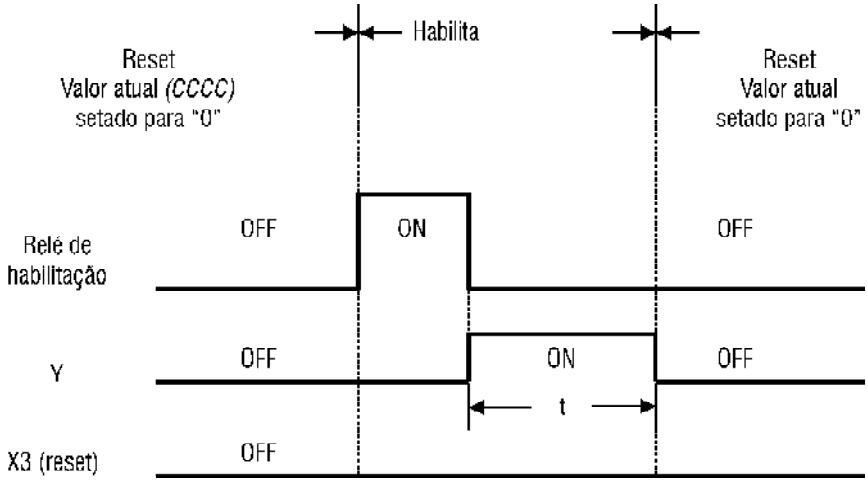 Habilita
Reset
Valor atual (CCCC)
setado para "0"
Reset
Valor atual
setado para "0"
Relé de
habilitação
OFF
ON
OFF
Y
OFF
ON
OFF
t
X3 (reset)
OFF